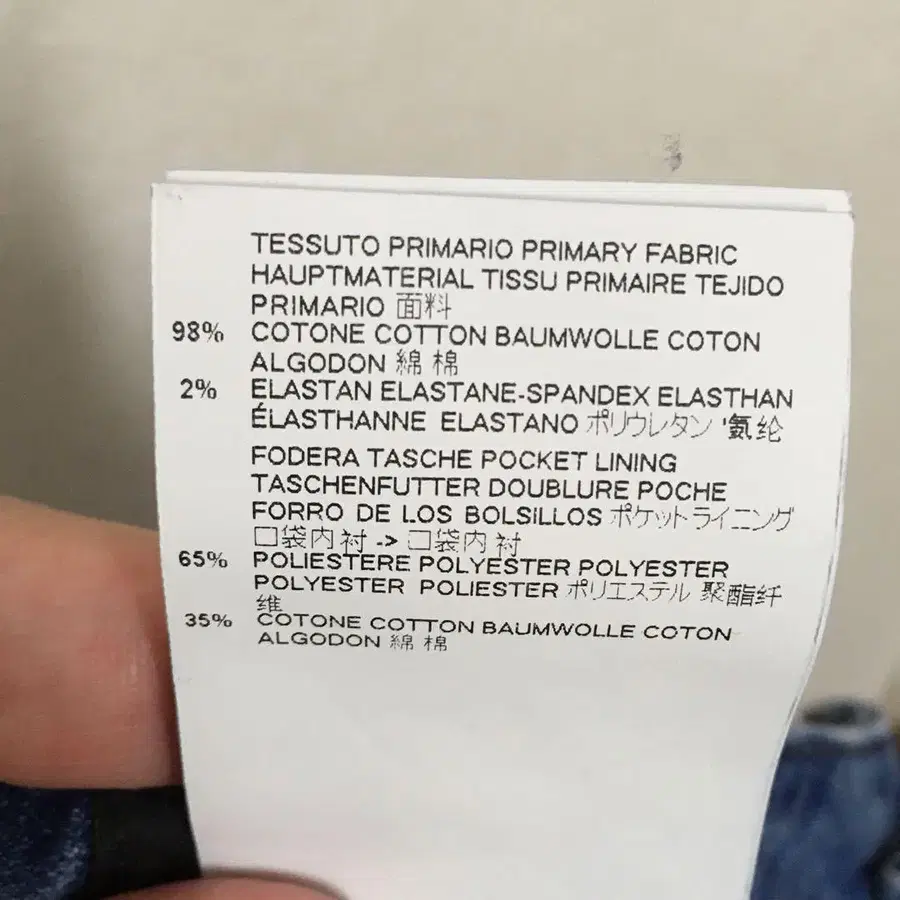 TESSUTO PRIMARIO PRIMARY FABRIC
HAUPTMATERIAL TISSU PRIMAIRE TEJIDO
PRIMARIO 面料
98% COTONE COTTON BAUMWOLLE COTON
ALGODON 綿 棉
2% ELASTAN ELASTANE-SPANDEX ELASTHAN
ÉLASTHANNE ELASTANO ポリウレタン '氨纶
FODERA TASCHE POCKET LINING
TASCHENFUTTER DOUBLURE POCHE
FORRO DE LOS BOLSILLOS ポケットライニング
口袋内衬 -> 口袋内衬
65% POLIESTERE POLYESTER POLYESTER
POLYESTER POLIESTER ポリエステル 聚酯纤
维
35% COTONE COTTON BAUMWOLLE COTON
ALGODON 綿 棉